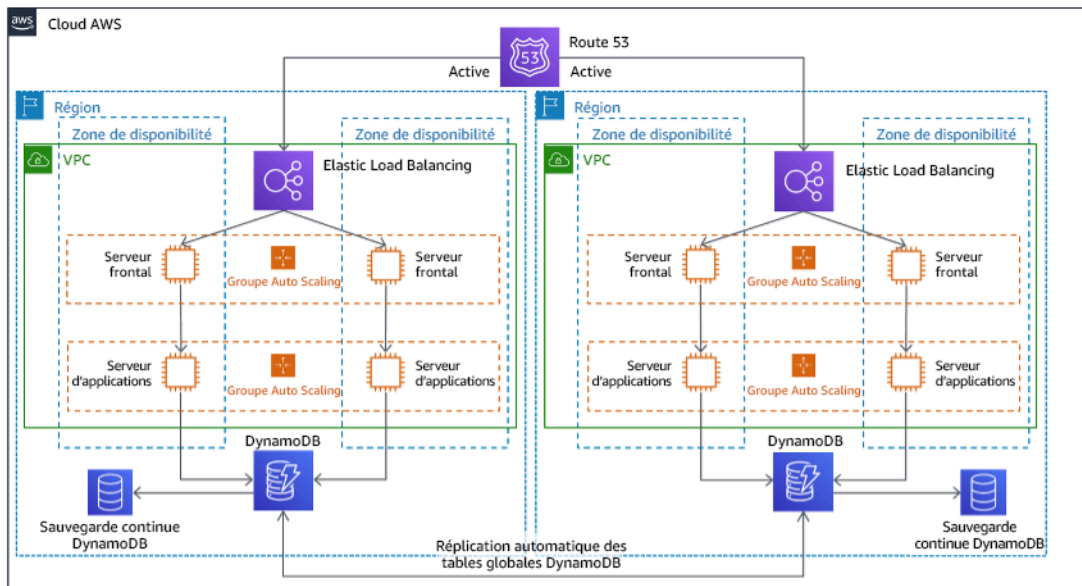 aws
Cloud AWS
Route 53
53
Active
Active
Région
Zone de disponibilité
Zone de disponibilité
VPC
Elastic Load Balancing
Serveur
frontal
Groupe Auto Scaling
Serveur
frontal
Serveur
d'applications
Groupe Auto Scaling
Serveur
d'applications
DynamoDB
Sauvegarde continue
DynamoDB
Région
Zone de disponibilité
Zone de disponibilité
VPC
Elastic Load Balancing
Serveur
frontal
Groupe Auto Scaling
Serveur
frontal
Serveur
d'applications
Groupe Auto Scaling
Serveur
d'applications
DynamoDB
Sauvegarde
continue DynamoDB
Réplication automatique des
tables globales DynamoDB